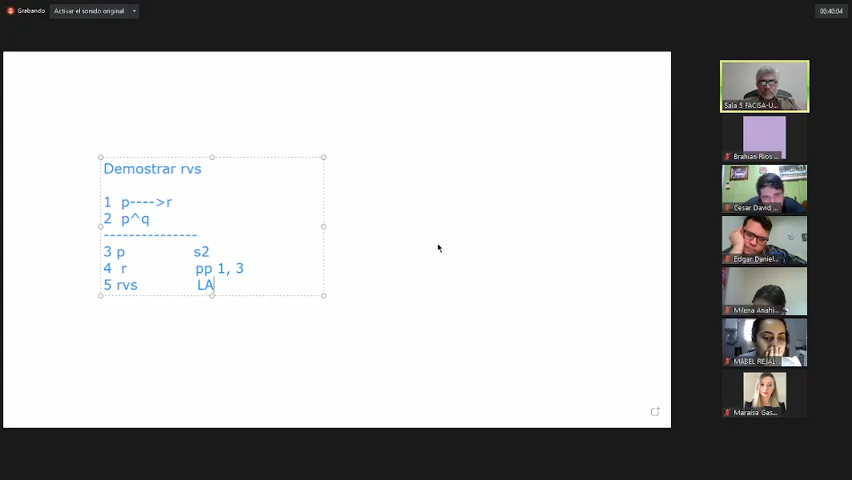 Grabando
Activar el sonido original
00:40:04
Demostrar rvs
1 p---->r
2 p^q
---------------
3 p s2
4 r pp 1, 3
5 rvs LA
Sala 5 FACISA-U...
Brahian Rios ...
Cesar David ...
Edgar Daniel...
Milena Anahi...
MABEL REJAL...
Maraisa Gas...